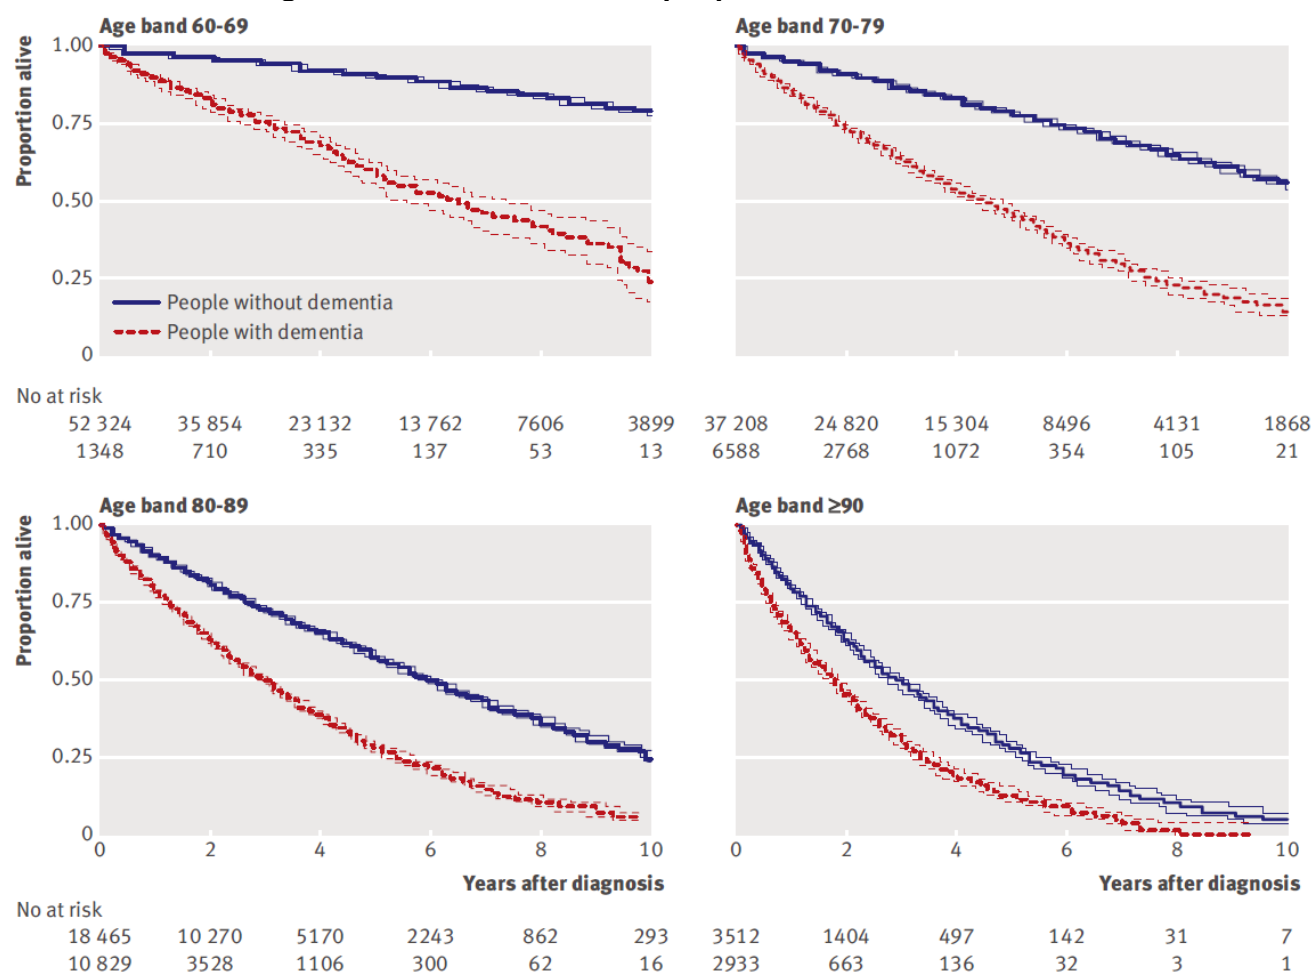 Age band 60-69
Age band 70-79
Proportion alive
1.00
0.75
0.50
0.25
0
People without dementia
People with dementia
No at risk
52 324 35 854 23 132 13 762 7606 3899 37 208 24 820 15 304 8496 4131 1868
1348 710 335 137 53 13 6588 2768 1072 354 105 21
Age band 80-89
Age band ≥90
Proportion alive
1.00
0.75
0.50
0.25
0
0 2 4 6 8 10 0 2 4 6 8 10
Years after diagnosis
Years after diagnosis
No at risk
18 465 10 270 5170 2243 862 293 3512 1404 497 142 31 7
10 829 3528 1106 300 62 16 2933 663 136 32 3 1